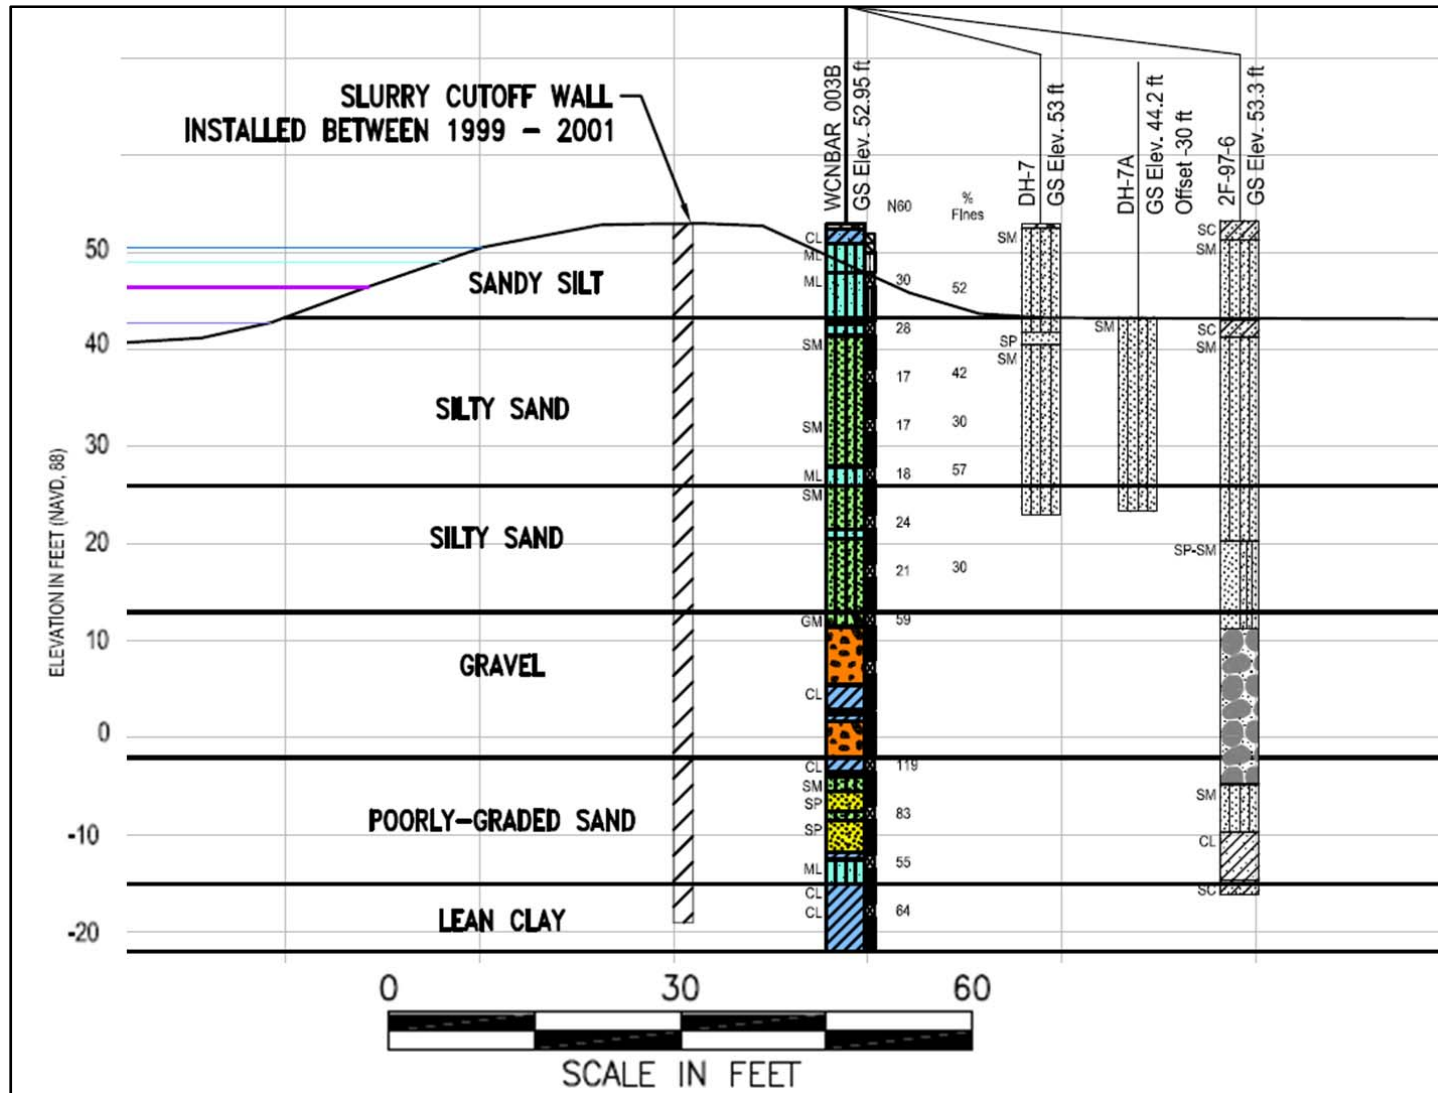 SLURRY CUTOFF WALL
INSTALLED BETWEEN 1999 - 2001
WCNBAR 003B
GS Elev. 52.95 ft
N60
%
Fines
DH-7
GS Elev. 53 ft
DH-7A
GS Elev. 44.2 ft
Offset -30 ft
2F-97-6
GS Elev. 53.3 ft
ELEVATION IN FEET (NAVD, 88)
50
40
30
20
10
0
-10
-20
SANDY SILT
SILTY SAND
SILTY SAND
GRAVEL
POORLY-GRADED SAND
LEAN CLAY
CL
ML
ML
SM
SM
ML
SM
GM
CL
CL
SM
SP
SP
ML
CL
CL
30
28
17
17
18
24
21
59
119
83
55
64
52
42
30
57
30
SM
SP
SM
SM
SC
SM
SC
SM
SP-SM
SM
CL
SC
0 30 60
SCALE IN FEET